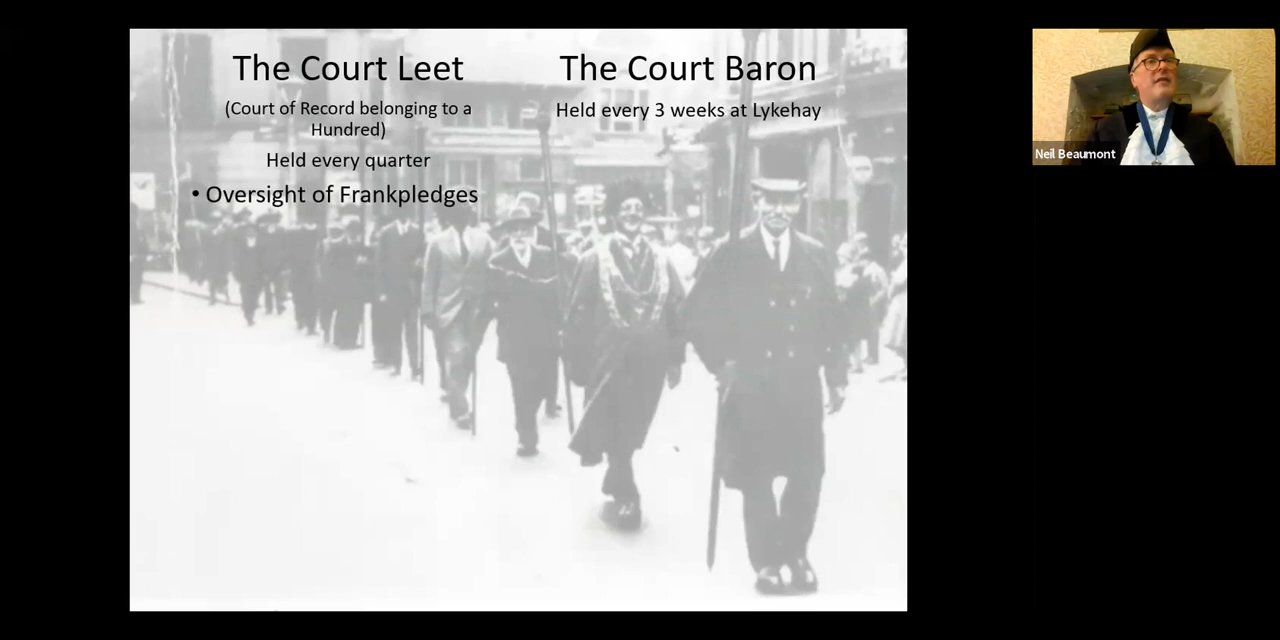 The Court Leet
(Court of Record belonging to a
Hundred)
Held every quarter
• Oversight of Frankpledges
The Court Baron
Held every 3 weeks at Lykehay
Neil Beaumont